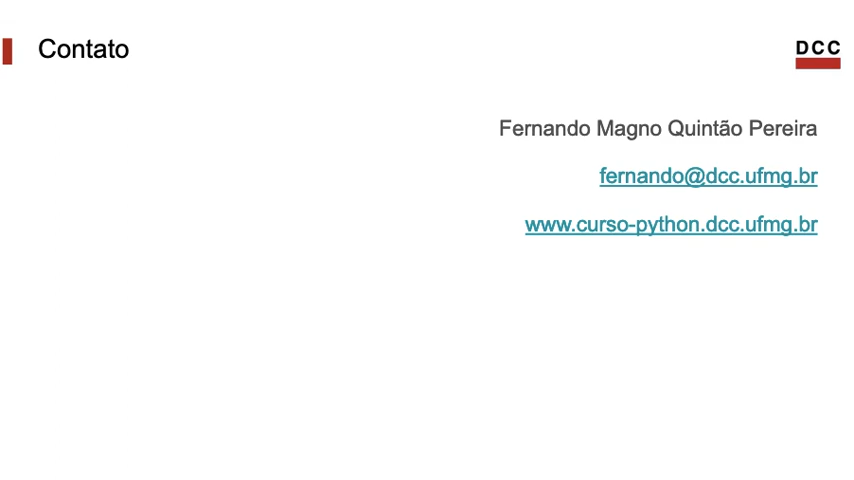 Contato
DCC
Fernando Magno Quintão Pereira
fernando@dcc.ufmg.br
www.curso-python.dcc.ufmg.br